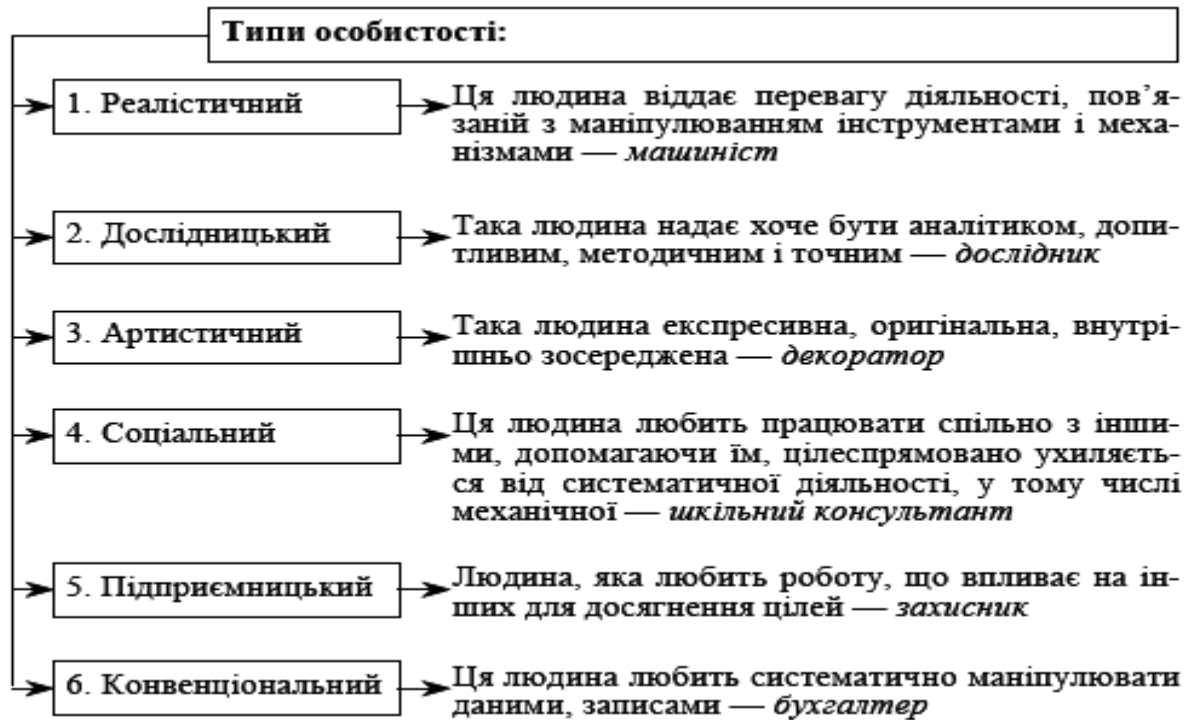 Типи особистості:
1. Реалістичний
Ця людина віддає перевагу діяльності, пов’я-
заній з маніпулюванням інструментами і меха-
нізмами — машиніст
2. Дослідницький
Така людина надає хоче бути аналітиком, допи-
тливим, методичним і точним — дослідник
3. Артистичний
Така людина експресивна, оригінальна, внутрі-
шньо зосереджена — декоратор
4. Соціальний
Ця людина любить працювати спільно з інши-
ми, допомагаючи їм, цілеспрямовано ухиляєть-
ся від систематичної діяльності, у тому числі
механічної — шкільний консультант
5. Підприємницький
Людина, яка любить роботу, що впливає на ін-
ших для досягнення цілей — захисник
6. Конвенціональний
Ця людина любить систематично маніпулювати
даними, записами — бухгалтер